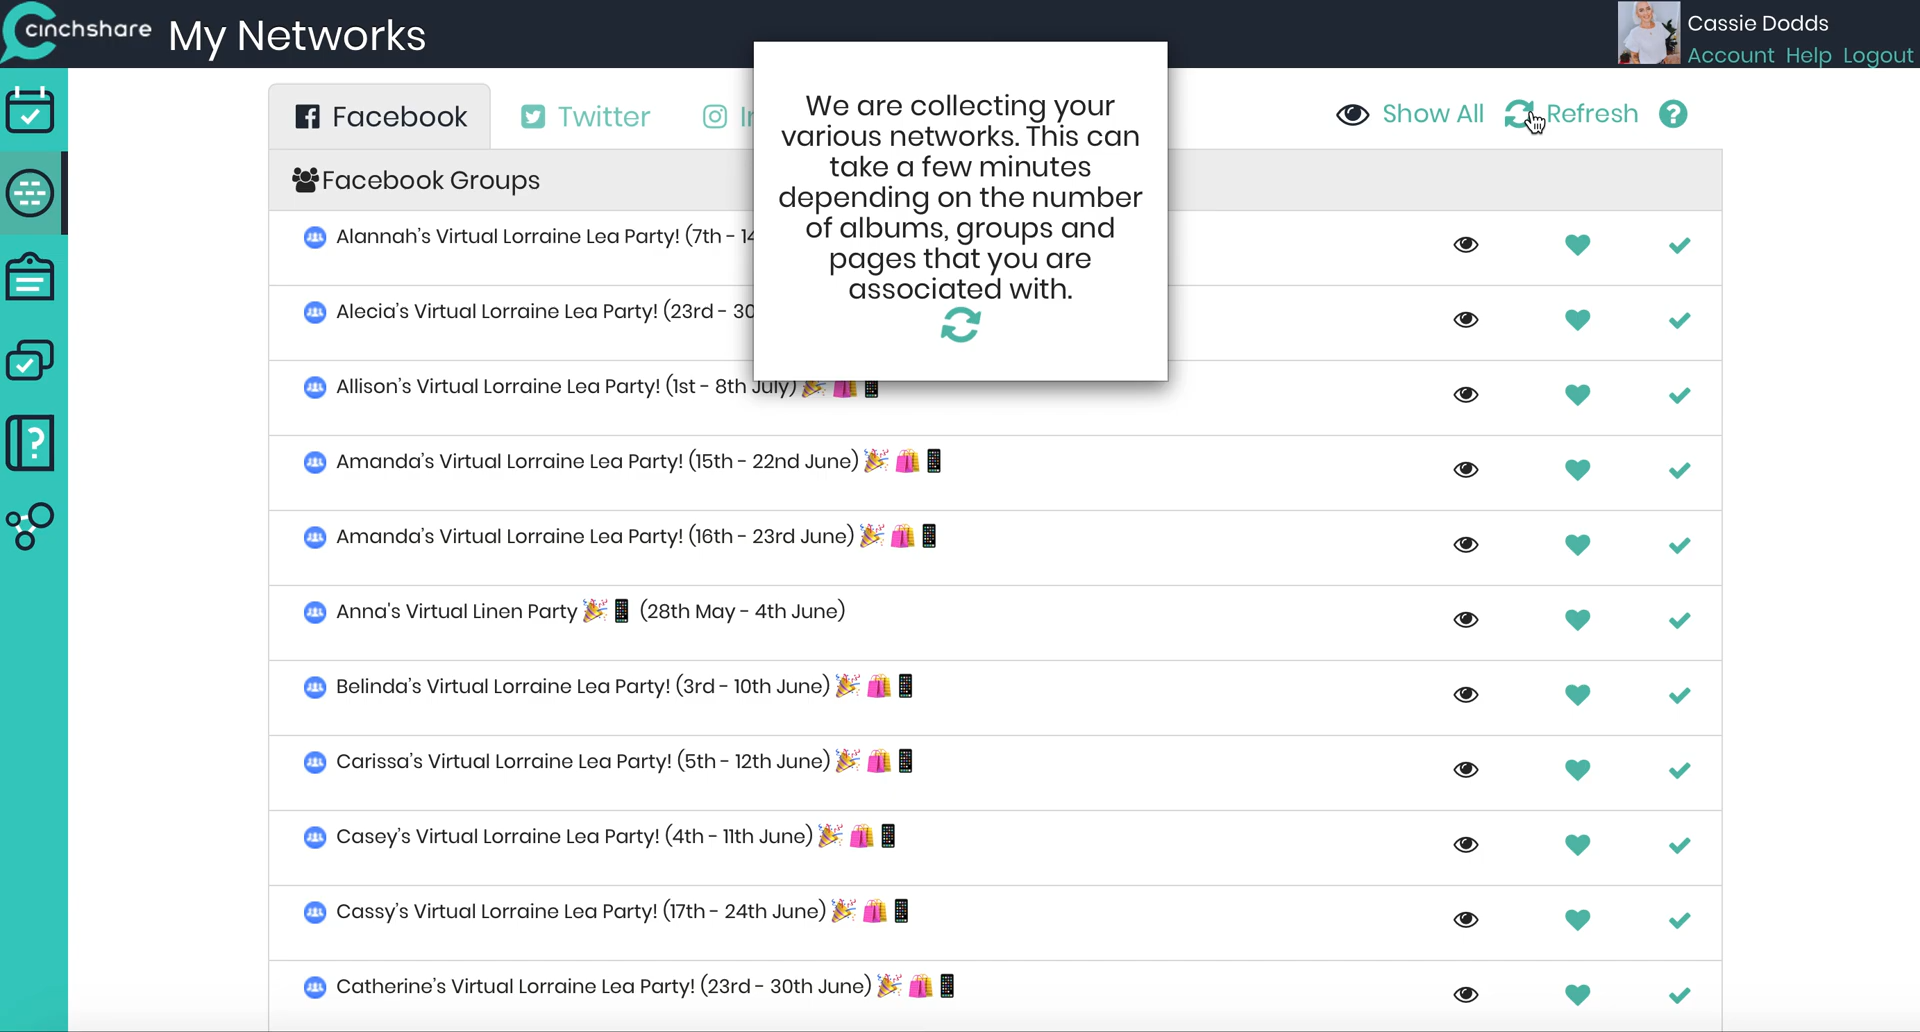 cinchshare My Networks
Cassie Dodds
Account Help Logout
Facebook Twitter
Show All Refresh ?
We are collecting your
various networks. This can
take a few minutes
depending on the number
of albums, groups and
pages that you are
associated with.
Facebook Groups
Alannah's Virtual Lorraine Lea Party! (7th - 14
Alecia's Virtual Lorraine Lea Party! (23rd - 30
Allison's Virtual Lorraine Lea Party! (1st - 8th July) 🎉🛍️📱
Amanda's Virtual Lorraine Lea Party! (15th - 22nd June) 🎉🛍️📱
Amanda's Virtual Lorraine Lea Party! (16th - 23rd June) 🎉🛍️📱
Anna's Virtual Linen Party 🎉📱 (28th May - 4th June)
Belinda's Virtual Lorraine Lea Party! (3rd - 10th June) 🎉🛍️📱
Carissa's Virtual Lorraine Lea Party! (5th - 12th June) 🎉🛍️📱
Casey's Virtual Lorraine Lea Party! (4th - 11th June) 🎉🛍️📱
Cassy's Virtual Lorraine Lea Party! (17th - 24th June) 🎉🛍️📱
Catherine's Virtual Lorraine Lea Party! (23rd - 30th June) 🎉🛍️📱